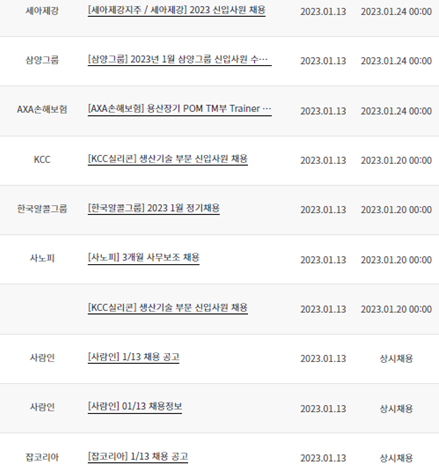 세아제강 [세아제강지주 / 세아제강] 2023 신입사원 채용 2023.01.13 2023.01.24 00:00
삼양그룹 [삼양그룹] 2023년 1월 삼양그룹 신입사원 수… 2023.01.13 2023.01.24 00:00
AXA손해보험 [AXA손해보험] 용산장기 POM TM부 Trainer … 2023.01.13 2023.01.24 00:00
KCC [KCC실리콘] 생산기술 부문 신입사원 채용 2023.01.13 2023.01.20 00:00
한국알콜그룹 [한국알콜그룹] 2023 1월 정기채용 2023.01.13 2023.01.20 00:00
사노피 [사노피] 3개월 사무보조 채용 2023.01.13 2023.01.20 00:00
[KCC실리콘] 생산기술 부문 신입사원 채용 2023.01.13 2023.01.20 00:00
사람인 [사람인] 1/13 채용 공고 2023.01.13 상시채용
사람인 [사람인] 01/13 채용정보 2023.01.13 상시채용
잡코리아 [잡코리아] 1/13 채용 공고 2023.01.13 상시채용